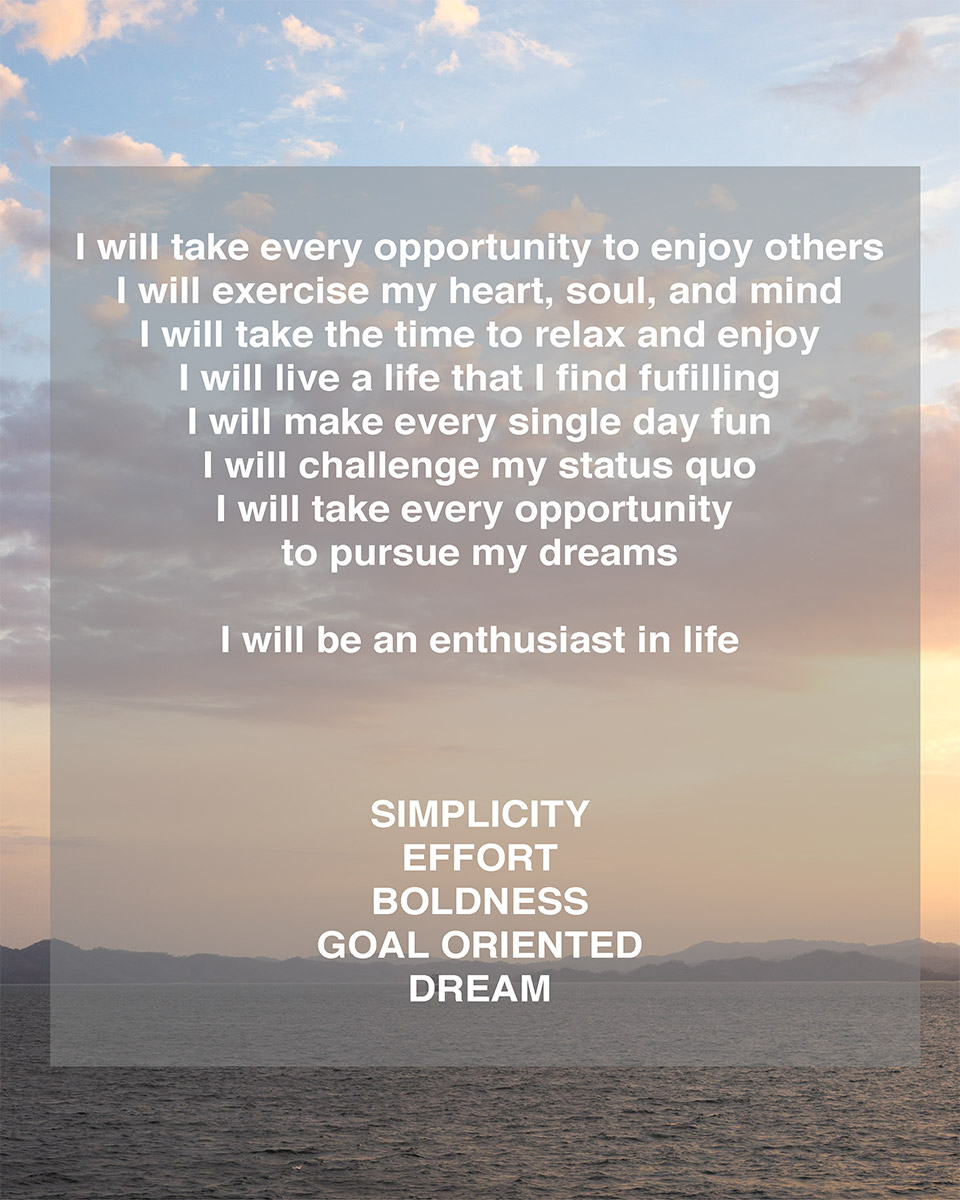 I will take every opportunity to enjoy others
I will exercise my heart, soul, and mind
I will take the time to relax and enjoy
I will live a life that I find fufilling
I will make every single day fun
I will challenge my status quo
I will take every opportunity
to pursue my dreams
I will be an enthusiast in life
SIMPLICITY
EFFORT
BOLDNESS
GOAL ORIENTED
DREAM